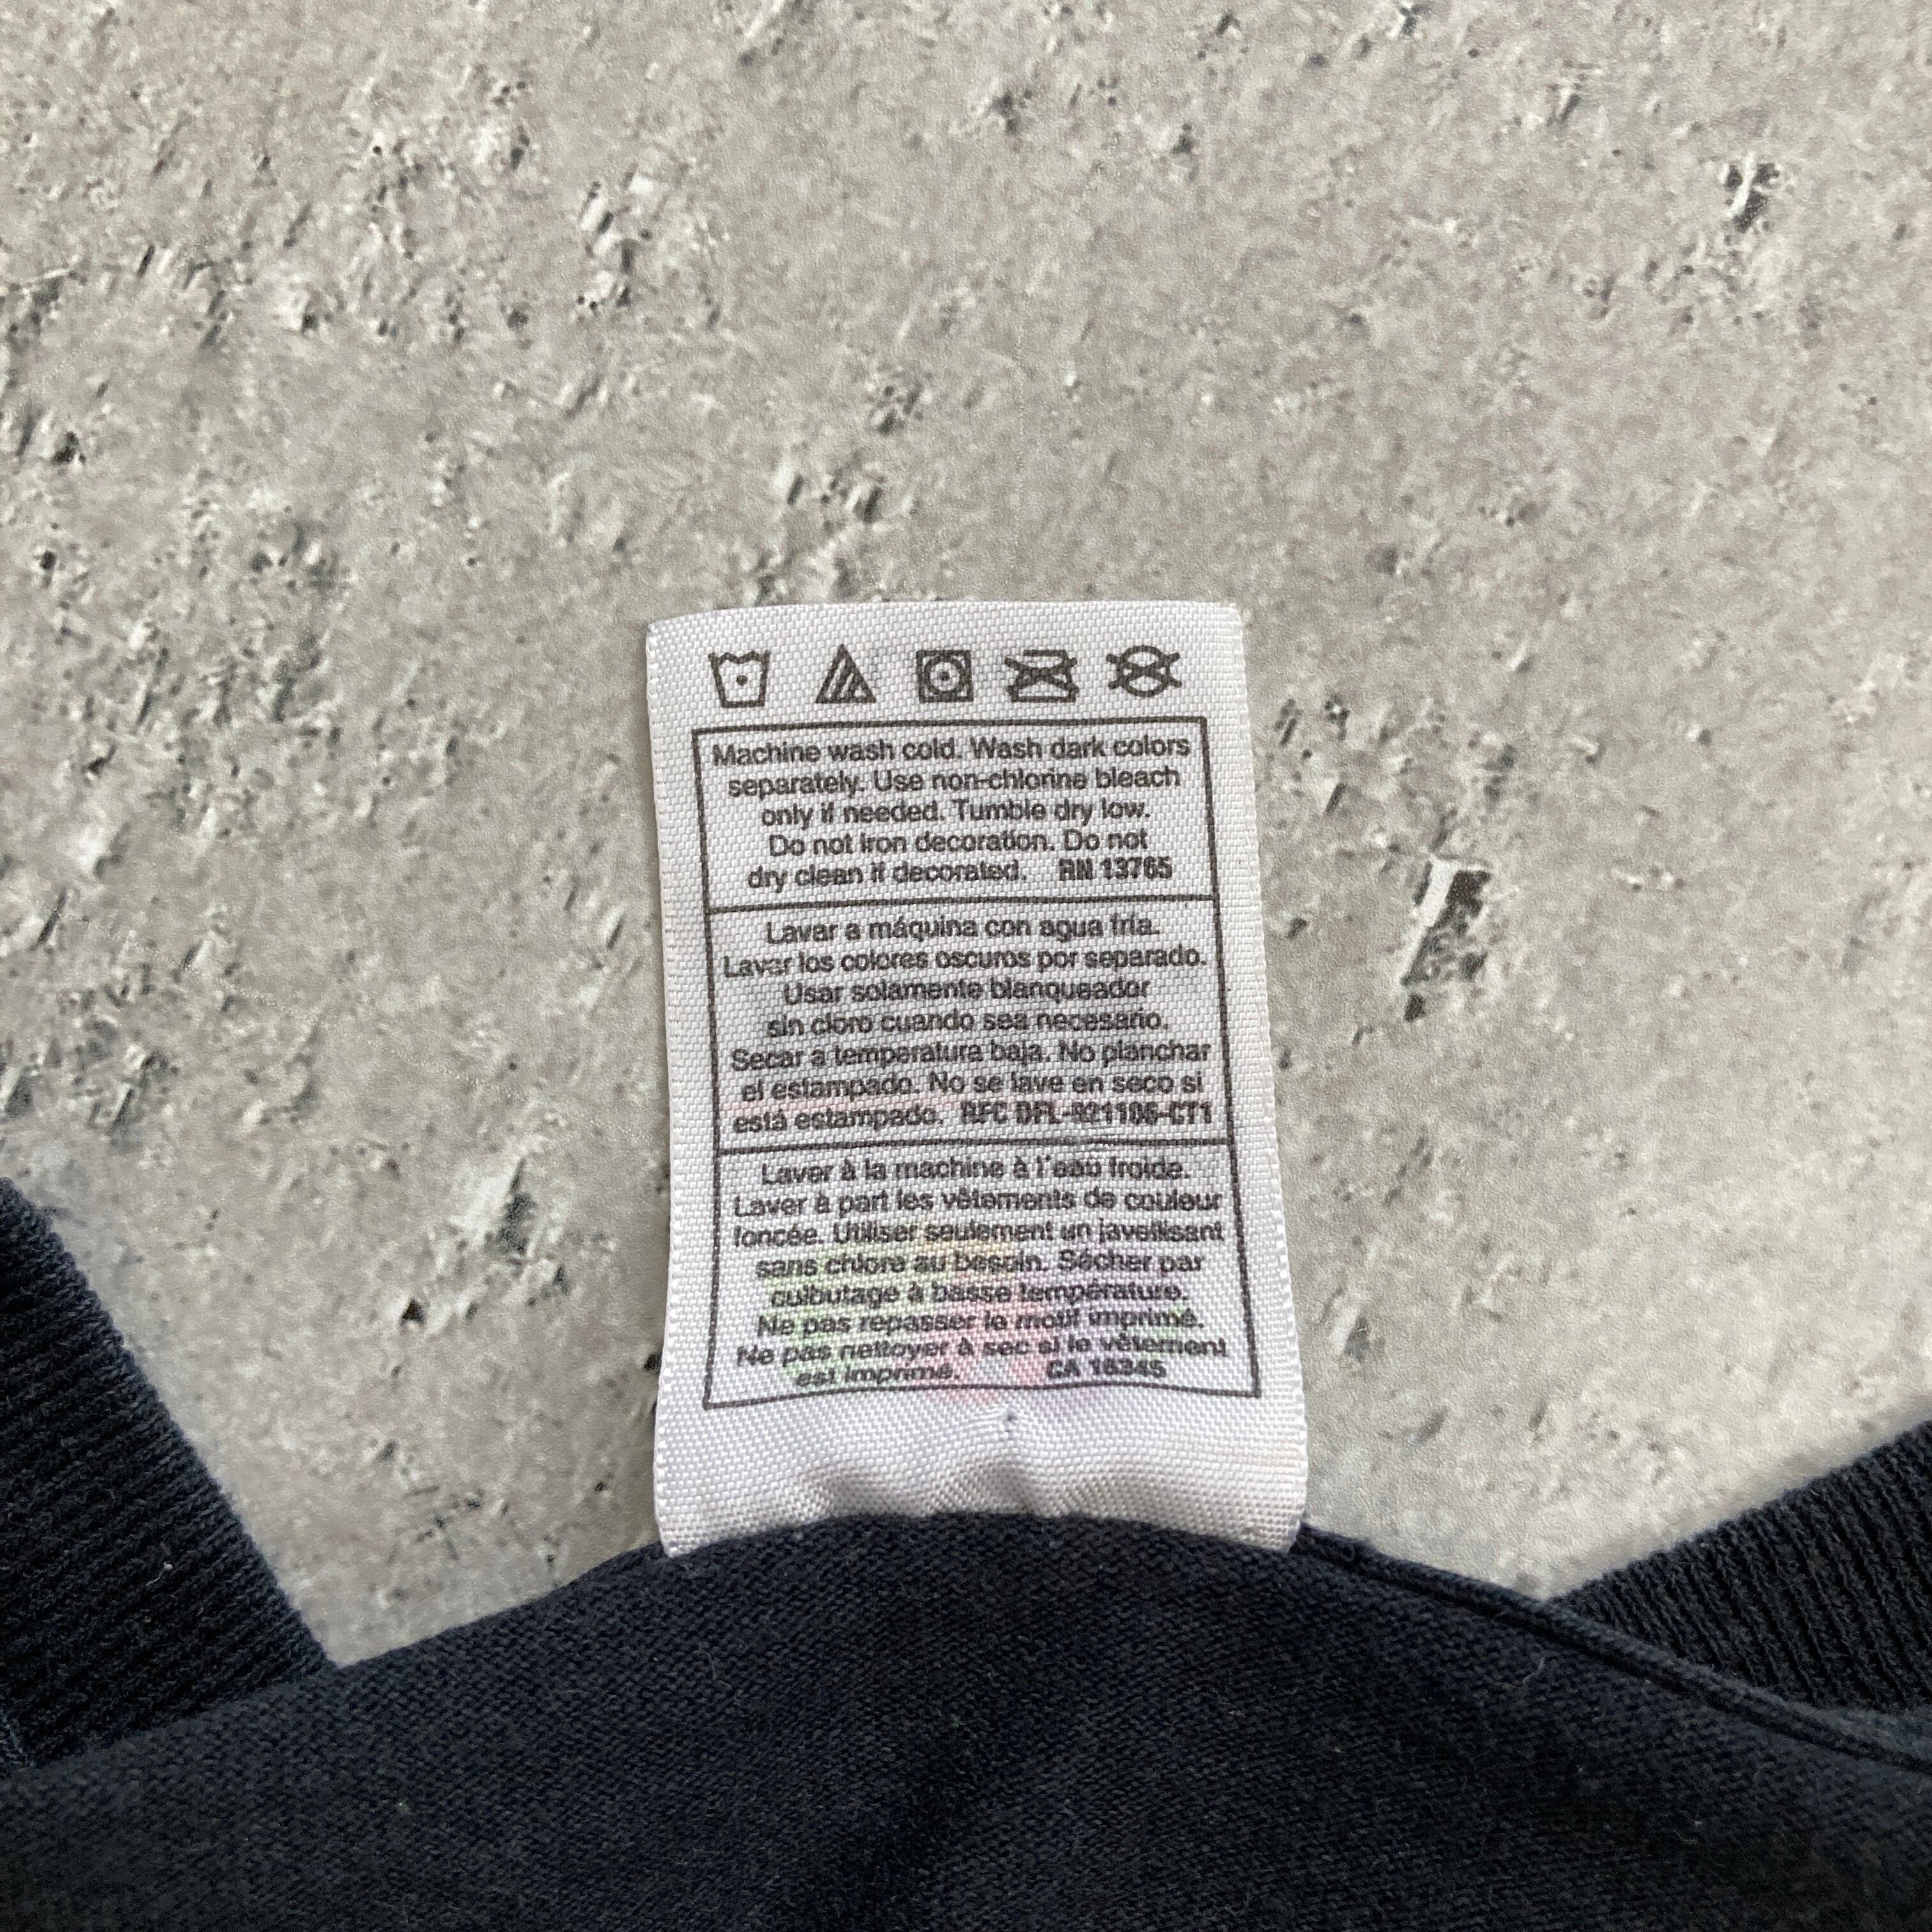 Machine wash cold. Wash dark colors
separately. Use non-chlorine bleach
only if needed. Tumble dry low.
Do not iron decoration. Do not
dry clean if decorated. RN 13765
Lavar a máquina con agua fría.
Lavar los colores oscuros por separado.
Usar solamente blanqueador
sin cloro cuando sea necesario.
Secar a temperatura baja. No planchar
el estampado. No se lave en seco si
está estampado. RFC DFL-921106-CT1
Laver à la machine à l'eau froide.
Laver à part les vêtements de couleur
foncée. Utiliser seulement un javellisant
sans chlore au besoin. Sécher par
culbutage à basse température.
Ne pas repasser le motif imprimé.
Ne pas nettoyer à sec si le vêtement
est imprimé. CA 16345